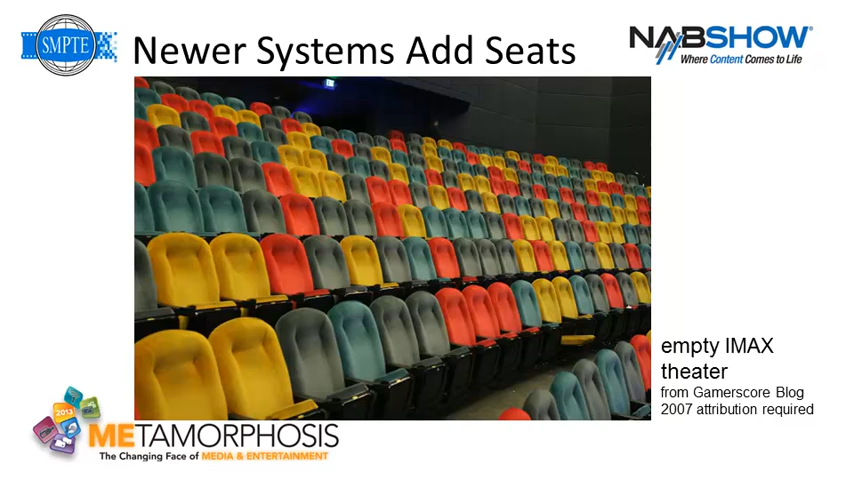 SMPTE
Newer Systems Add Seats
NABSHOW®
Where Content Comes to Life
empty IMAX
theater
from Gamerscore Blog
2007 attribution required
2013
METAMORPHOSIS
The Changing Face of MEDIA & ENTERTAINMENT